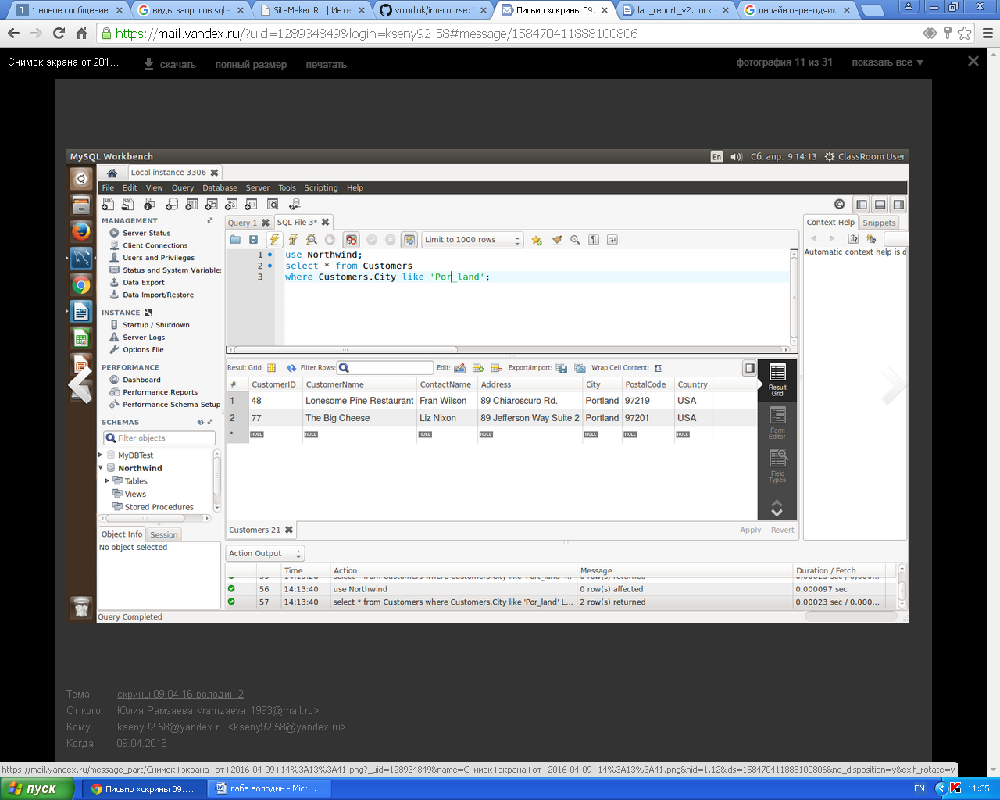 1 новое сообщение
виды запросов sql -
SiteMaker.Ru | Инте
volodink/irm-course:
Письмо «скрины 09.
lab_report_v2.docx -
онлайн переводчик
https://mail.yandex.ru/?uid=128934849&login=kseny92-58#message/158470411888100806
Снимок экрана от 201...
скачать
полный размер
печатать
фотография 11 из 31
показать всё
MySQL Workbench
En
Сб. апр. 9 14:13
ClassRoom User
Local instance 3306
File Edit View Query Database Server Tools Scripting Help
MANAGEMENT
Server Status
Client Connections
Users and Privileges
Status and System Variables
Data Export
Data Import/Restore
INSTANCE
Startup / Shutdown
Server Logs
Options File
PERFORMANCE
Dashboard
Performance Reports
Performance Schema Setup
SCHEMAS
Filter objects
MyDBTest
Northwind
Tables
Views
Stored Procedures
Object Info Session
No object selected
Query 1
SQL File 3*
Limit to 1000 rows
1 use Northwind;
2 select * from Customers
3 where Customers.City like 'Por_land';
Context Help Snippets
Automatic context help is d
Result Grid Filter Rows: Edit: Export/Import: Wrap Cell Content: IA
# CustomerID CustomerName ContactName Address City PostalCode Country
1 48 Lonesome Pine Restaurant Fran Wilson 89 Chiaroscuro Rd. Portland 97219 USA
2 77 The Big Cheese Liz Nixon 89 Jefferson Way Suite 2 Portland 97201 USA
* NULL NULL NULL NULL NULL NULL NULL
Result Grid
Form Editor
Field Types
Customers 21
Apply Revert
Action Output
Time Action Message Duration / Fetch
56 14:13:40 use Northwind 0 row(s) affected 0,000097 sec
57 14:13:40 select * from Customers where Customers.City like 'Por_land' L... 2 row(s) returned 0,00023 sec / 0,000...
Query Completed
Тема скрины 09.04.16 володин 2
От кого Юлия Рамзаева <ramzaeva_1993@mail.ru>
Кому kseny92.58@yandex.ru <kseny92.58@yandex.ru>
Когда 09.04.2016
https://mail.yandex.ru/message_part/Снимок+экрана+от+2016-04-09+14%3A13%3A41.png?_uid=128934849&name=Снимок+экрана+от+2016-04-09+14%3A13%3A41.png&hid=1.12&ids=158470411888100806&no_disposition=y&exif_rotate=y
пуск
Письмо «скрины 09....
лаба володин - Micr...
EN
11:35